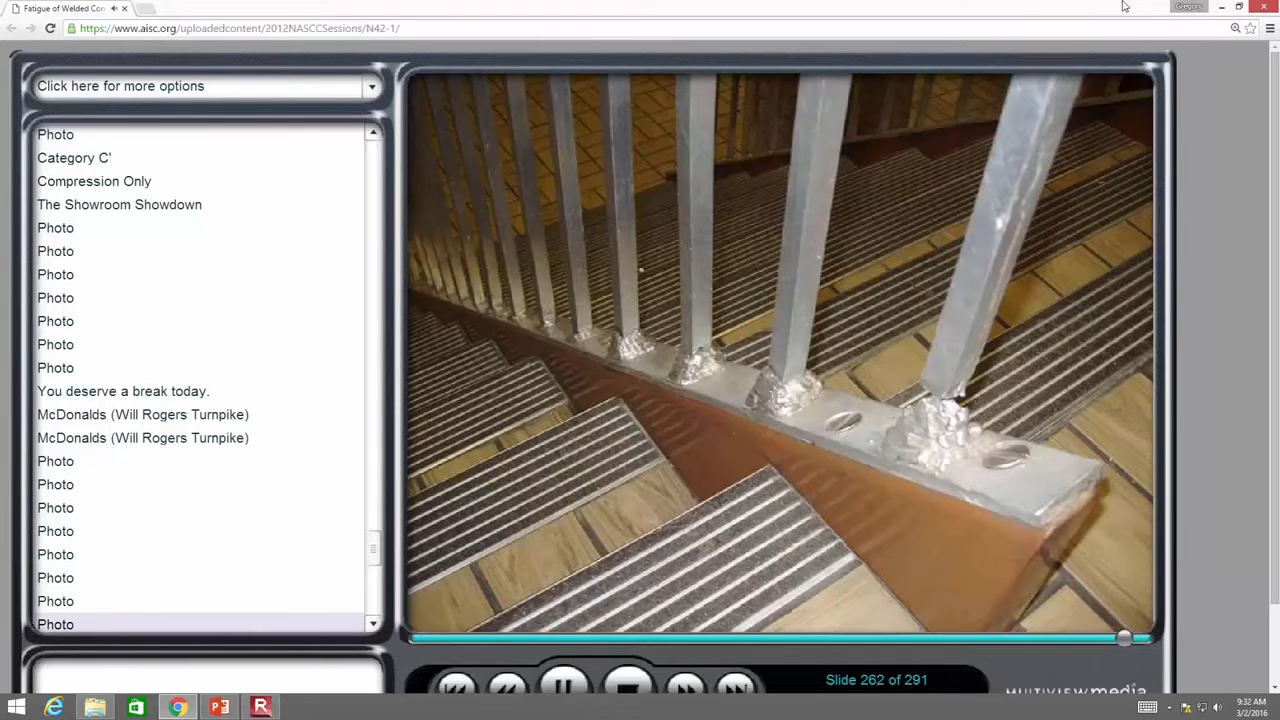 Fatigue of Welded Con
Gregory
https://www.aisc.org/uploadedcontent/2012NASCCSessions/N42-1/
Click here for more options
Photo
Category C'
Compression Only
The Showroom Showdown
Photo
Photo
Photo
Photo
Photo
Photo
Photo
You deserve a break today.
McDonalds (Will Rogers Turnpike)
McDonalds (Will Rogers Turnpike)
Photo
Photo
Photo
Photo
Photo
Photo
Photo
Photo
Slide 262 of 291
MULTIVIEWmedia
9:32 AM
3/2/2016